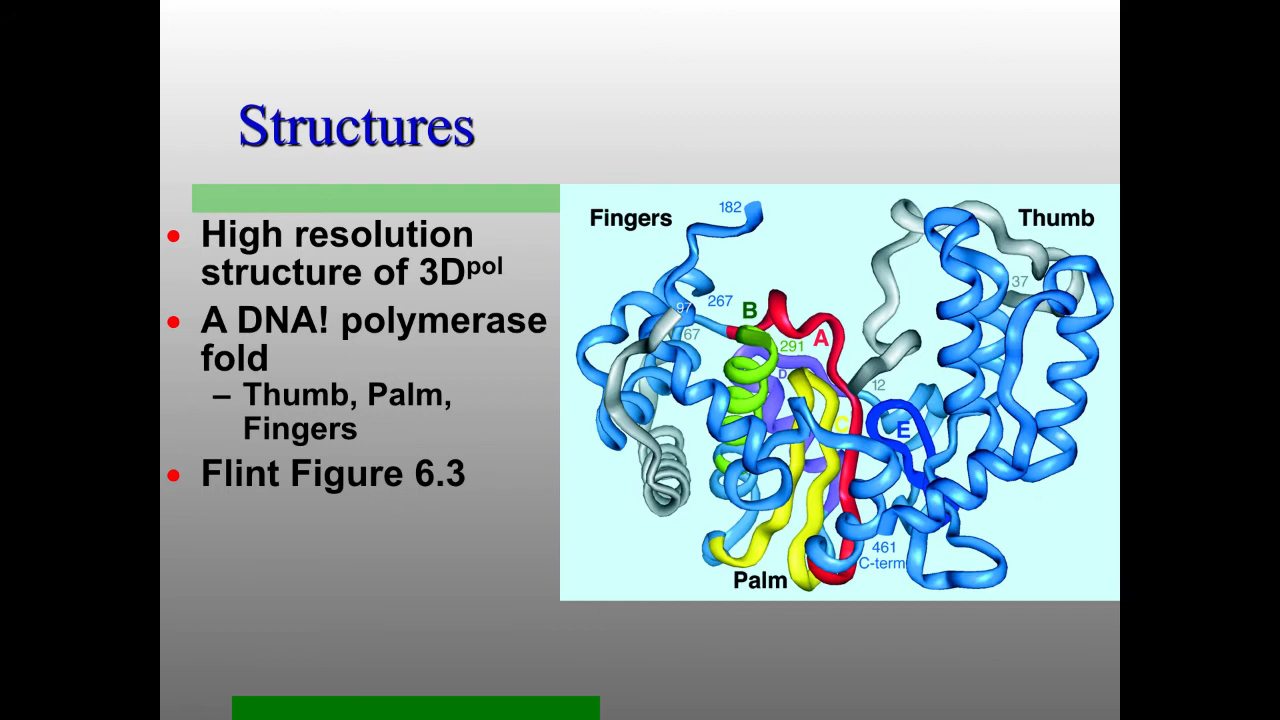 Structures
• High resolution
structure of 3Dpol
• A DNA! polymerase
fold
– Thumb, Palm,
Fingers
• Flint Figure 6.3
Fingers
182
Thumb
37
97
267
B
67
291
A
D
12
C
E
461
C-term
Palm